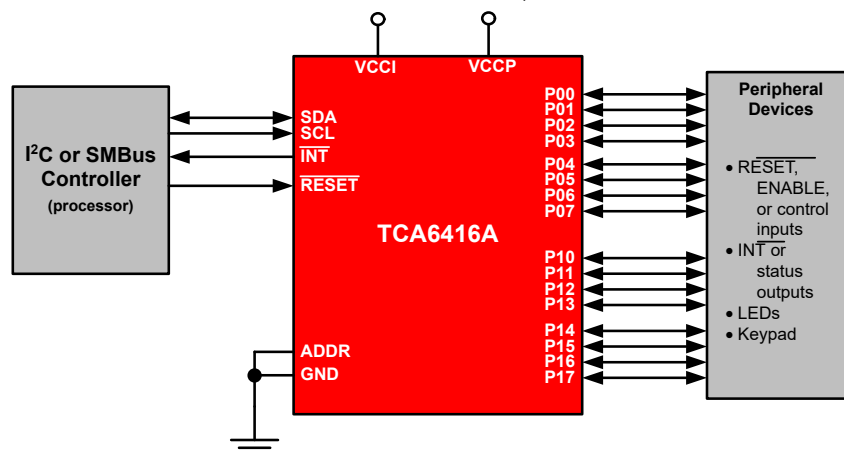 VCCI
VCCP
I²C or SMBus
Controller
(processor)
SDA
SCL
INT
RESET
ADDR
GND
TCA6416A
P00
P01
P02
P03
P04
P05
P06
P07
P10
P11
P12
P13
P14
P15
P16
P17
Peripheral
Devices
• RESET,
ENABLE,
or control
inputs
• INT or
status
outputs
• LEDs
• Keypad